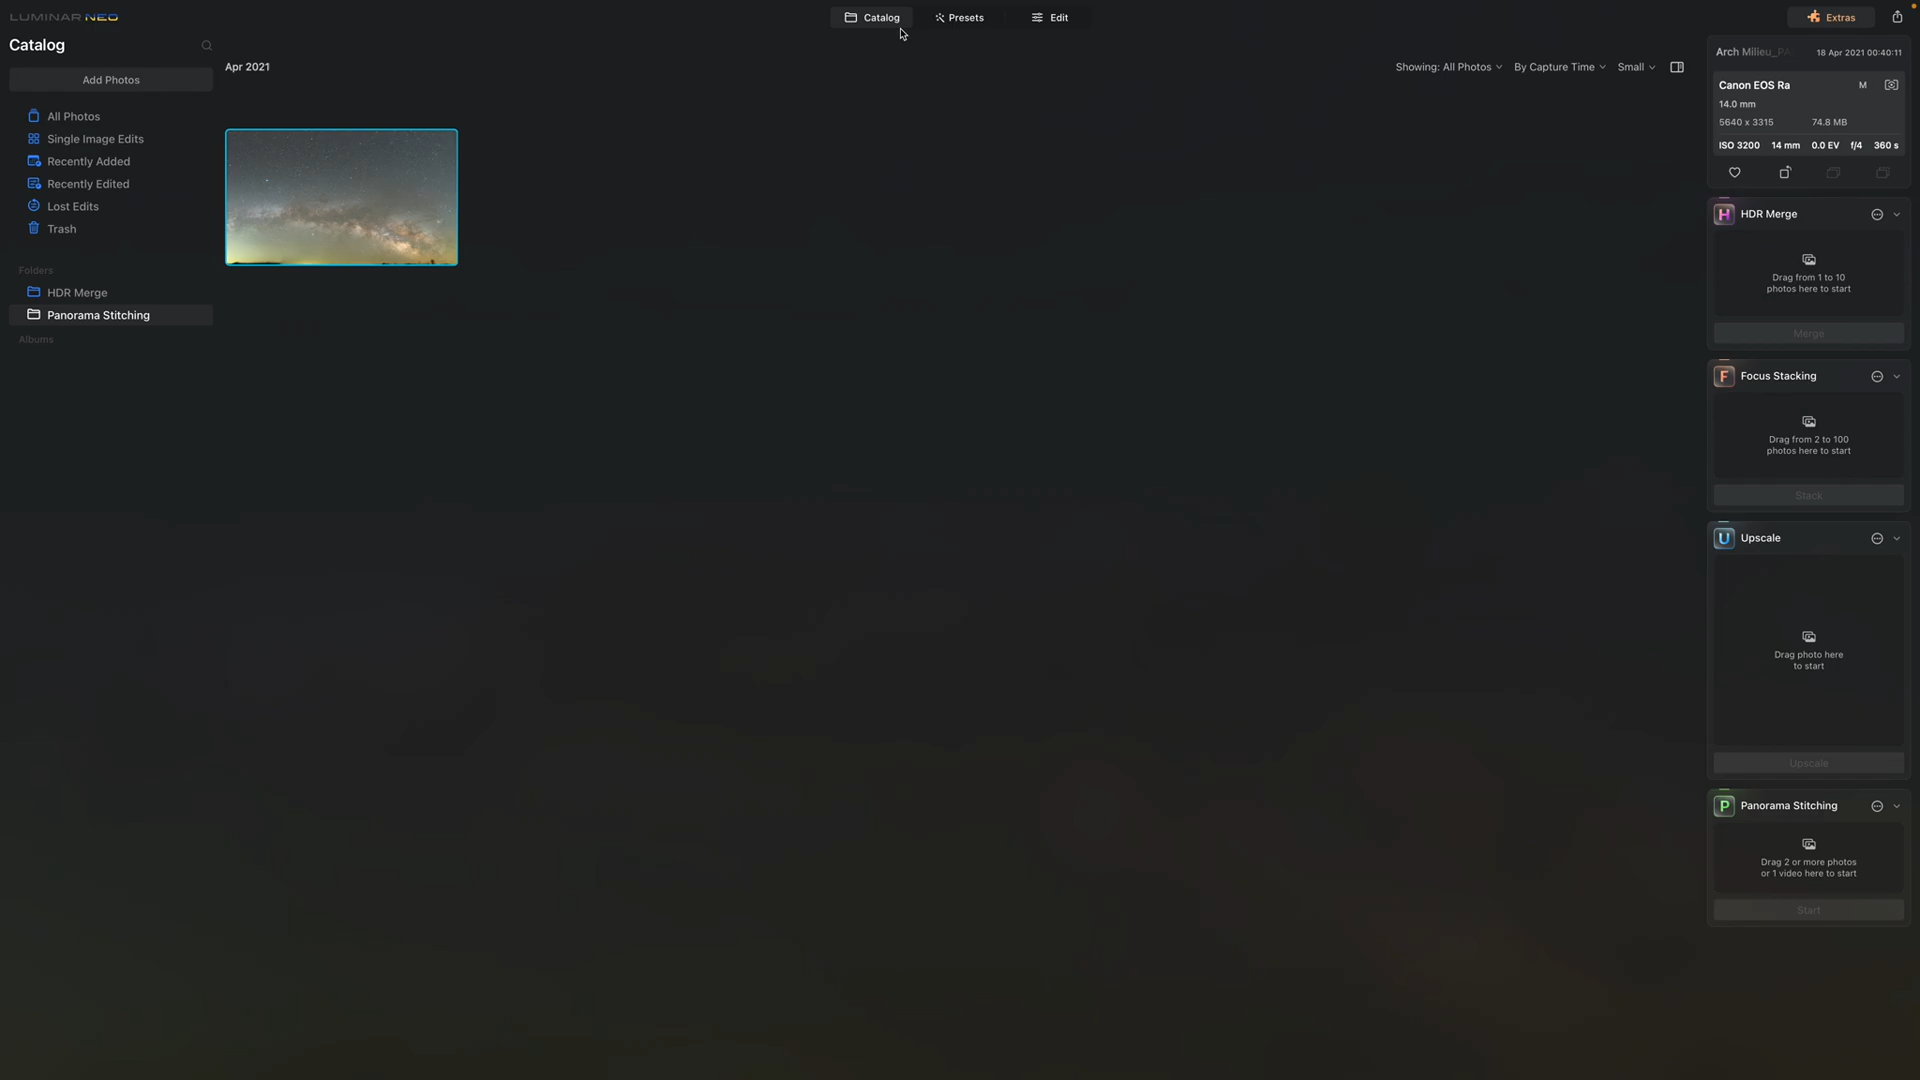 LUMINAR NEO
Catalog
Presets
Edit
Extras
Catalog
Add Photos
All Photos
Single Image Edits
Recently Added
Recently Edited
Lost Edits
Trash
Folders
HDR Merge
Panorama Stitching
Albums
Apr 2021
Showing: All Photos
By Capture Time
Small
Arch Milieu_PA
18 Apr 2021 00:40:11
Canon EOS Ra
M
14.0 mm
5640 x 3315
74.8 MB
ISO 3200
14 mm
0.0 EV
f/4
360 s
H
HDR Merge
Drag from 1 to 10
photos here to start
Merge
F
Focus Stacking
Drag from 2 to 100
photos here to start
Stack
U
Upscale
Drag photo here
to start
Upscale
P
Panorama Stitching
Drag 2 or more photos
or 1 video here to start
Start